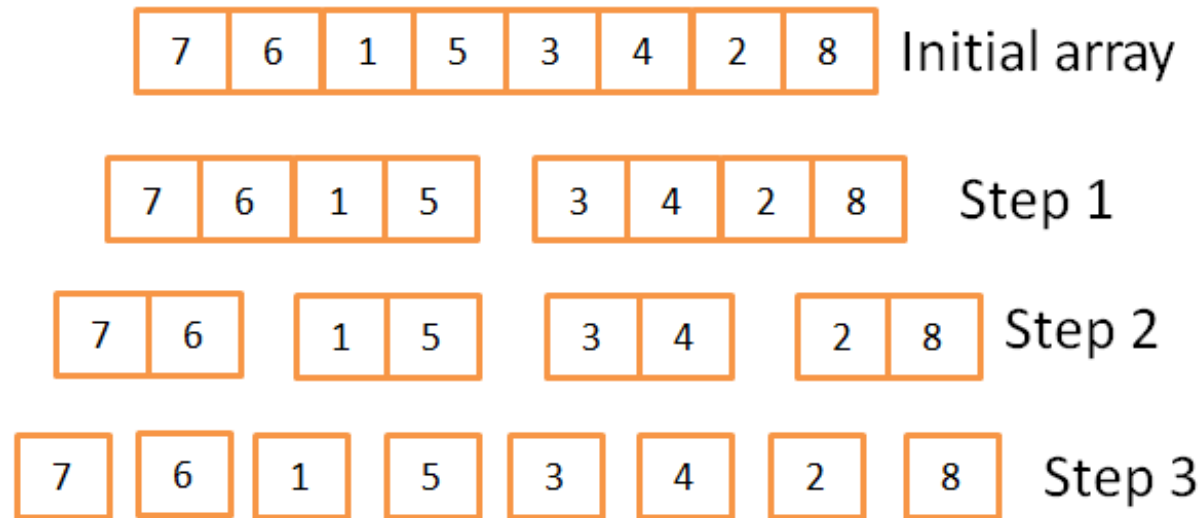 7 6 1 5 3 4 2 8 Initial array
7 6 1 5 3 4 2 8 Step 1
7 6 1 5 3 4 2 8 Step 2
7 6 1 5 3 4 2 8 Step 3